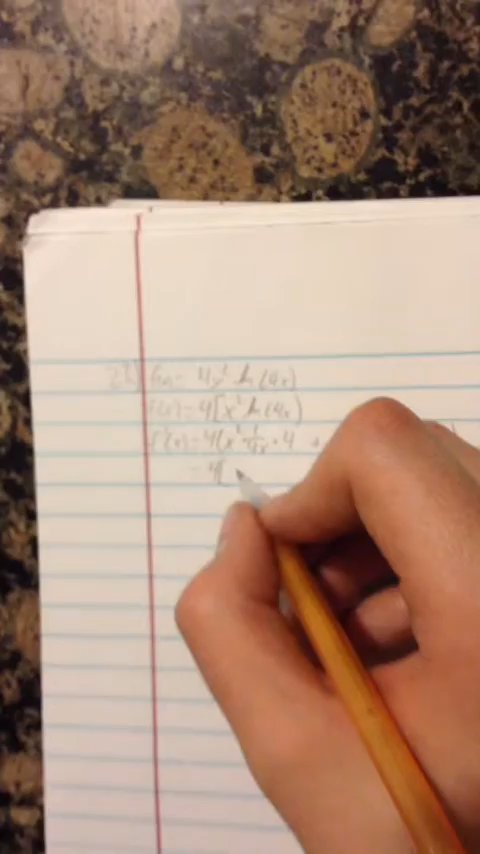 f(x) = 4x² ln(4x)
f(x) = 4[x² ln(4x)
f'(x) = 4(x² · 1/4x · 4 +
= 4[